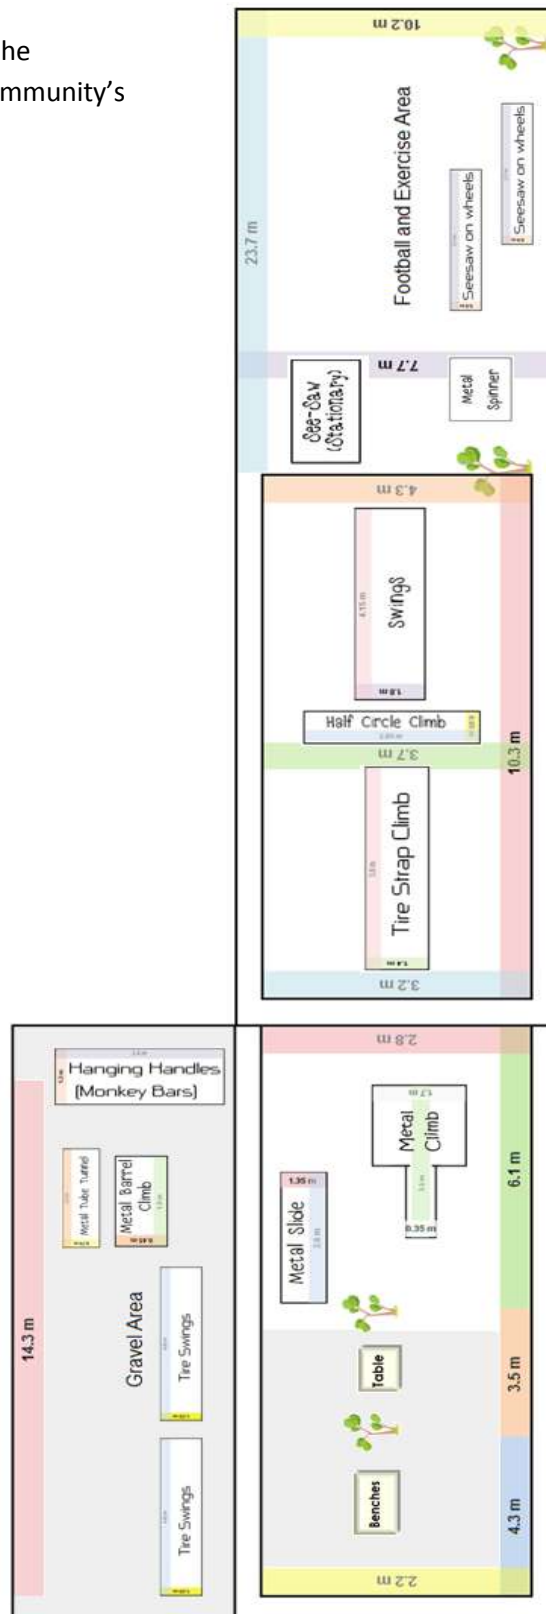 he
mmunity's
10.2 m
23.7 m
Football and Exercise Area
Seesaw on wheels
Seesaw on wheels
7.7 m
See-Saw
(Stationary)
Metal
Spinner
4.3 m
4.15 m
Swings
1.8 m
Half Circle Climb
3.7 m
10.3 m
Tire Strap Climb
1.4 m
3.2 m
2.8 m
Hanging Handles
(Monkey Bars)
Metal Tube Tunnel
Metal Barrel
Climb
14.3 m
Gravel Area
Tire Swings
Tire Swings
1.7 m
Metal
Climb
0.35 m
6.1 m
1.35 m
Metal Slide
Table
3.5 m
Benches
4.3 m
2.2 m